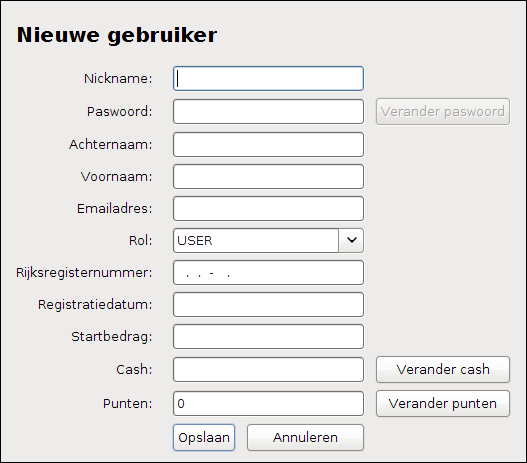 Nieuwe gebruiker
Nickname:
Paswoord: Verander paswoord
Achternaam:
Voornaam:
Emailadres:
Rol: USER
Rijksregisternummer: . . - .
Registratiedatum:
Startbedrag:
Cash: Verander cash
Punten: 0 Verander punten
Opslaan Annuleren